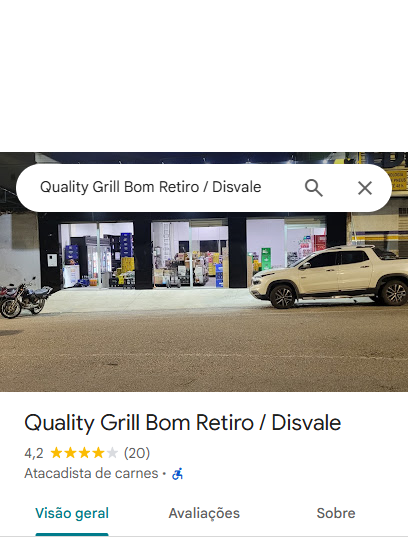 Quality Grill Bom Retiro / Disvale
Quality Grill Bom Retiro / Disvale
4,2 (20)
Atacadista de carnes ·
Visão geral
Avaliações
Sobre